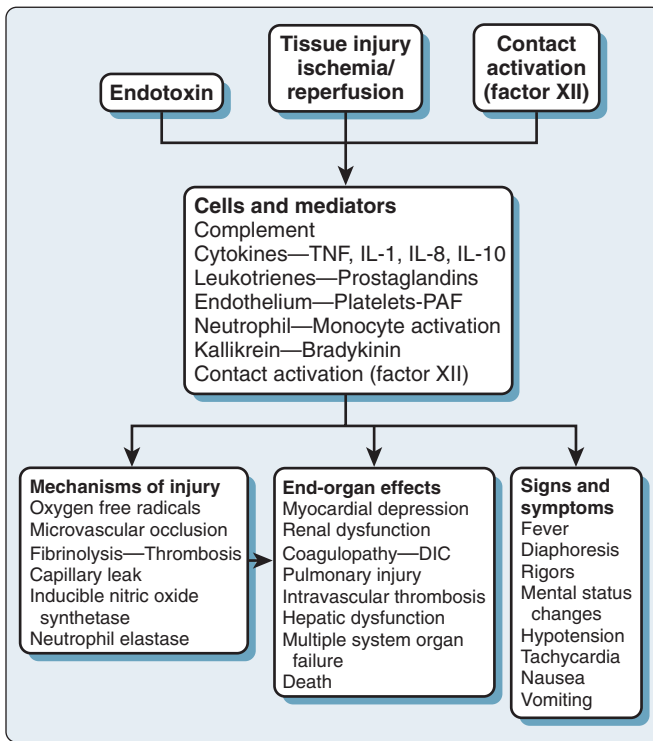 Endotoxin
Tissue injury
ischemia/
reperfusion
Contact
activation
(factor XII)
Cells and mediators
Complement
Cytokines—TNF, IL-1, IL-8, IL-10
Leukotrienes—Prostaglandins
Endothelium—Platelets-PAF
Neutrophil—Monocyte activation
Kallikrein—Bradykinin
Contact activation (factor XII)
Mechanisms of injury
Oxygen free radicals
Microvascular occlusion
Fibrinolysis—Thrombosis
Capillary leak
Inducible nitric oxide
synthetase
Neutrophil elastase
End-organ effects
Myocardial depression
Renal dysfunction
Coagulopathy—DIC
Pulmonary injury
Intravascular thrombosis
Hepatic dysfunction
Multiple system organ
failure
Death
Signs and
symptoms
Fever
Diaphoresis
Rigors
Mental status
changes
Hypotension
Tachycardia
Nausea
Vomiting